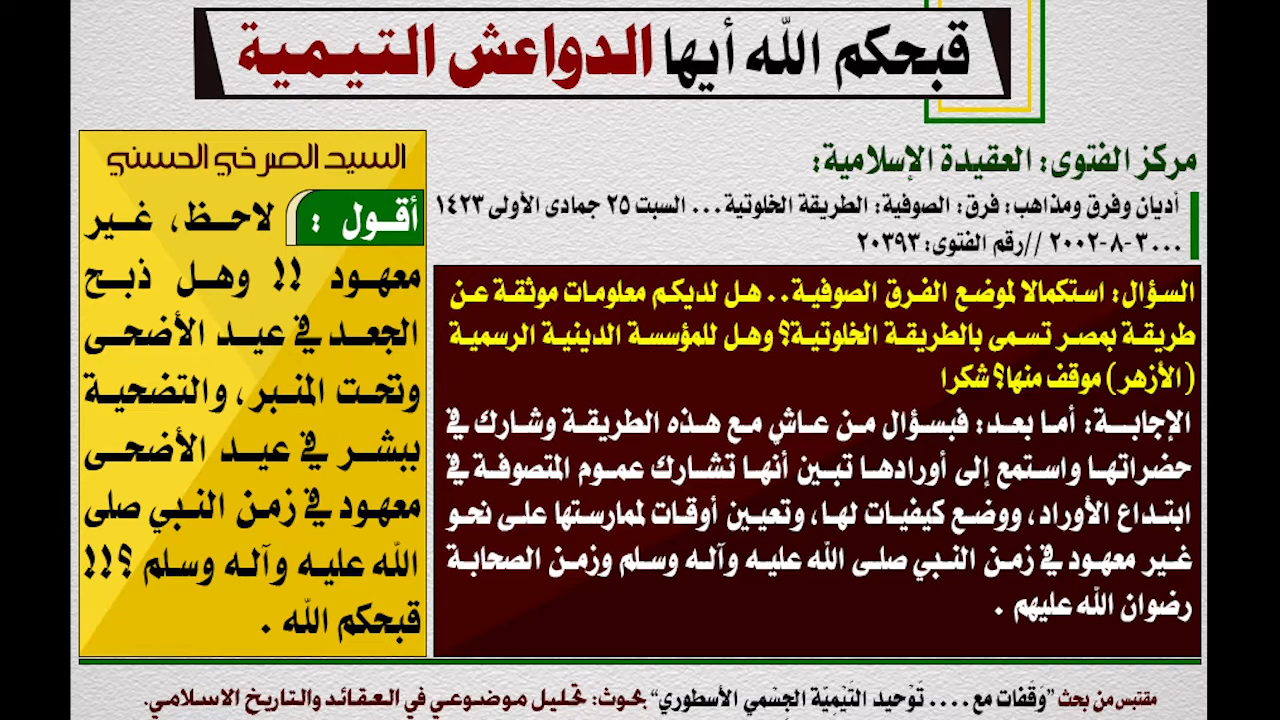 قبحكم الله أيها الدواعش التيمية
مركز الفتوى: العقيدة الإسلامية:
أديان وفرق ومذاهب: فرق: الصوفية: الطريقة الخلوتية... السبت ٢٥ جمادى الأولى ١٤٢٣
...٣-٨-٢٠٠٢ //رقم الفتوى: ٢٠٣٩٣
السؤال: استكمالا لموضع الفرق الصوفية.. هل لديكم معلومات موثقة عن
طريقة بمصر تسمى بالطريقة الخلوتية؟ وهل للمؤسسة الدينية الرسمية
(الأزهر) موقف منها؟ شكرا
الإجابة: أما بعد: فبسؤال من عاش مع هذه الطريقة وشارك في
حضراتها واستمع إلى أورادها تبين أنها تشارك عموم المتصوفة في
ابتداع الأوراد، ووضع كيفيات لها، وتعيين أوقات لممارستها على نحو
غير معهود في زمن النبي صلى الله عليه وآله وسلم وزمن الصحابة
رضوان الله عليهم .
السيد الصرخي الحسني
أقول : لاحظ، غير
معهود !! وهل ذبح
الجعد في عيد الأضحى
وتحت المنبر، والتضحية
ببشر في عيد الأضحى
معهود في زمن النبي صلى
الله عليه وآله وسلم ؟!!
قبحكم الله .
مقتبس من بحث "وَقَفات مع.... تَوْحيد التَيْمِيّة الجِسْمي الأسطوري" بحوث: تحليل موضوعي في العقائد والتاريخ الاسلامي.